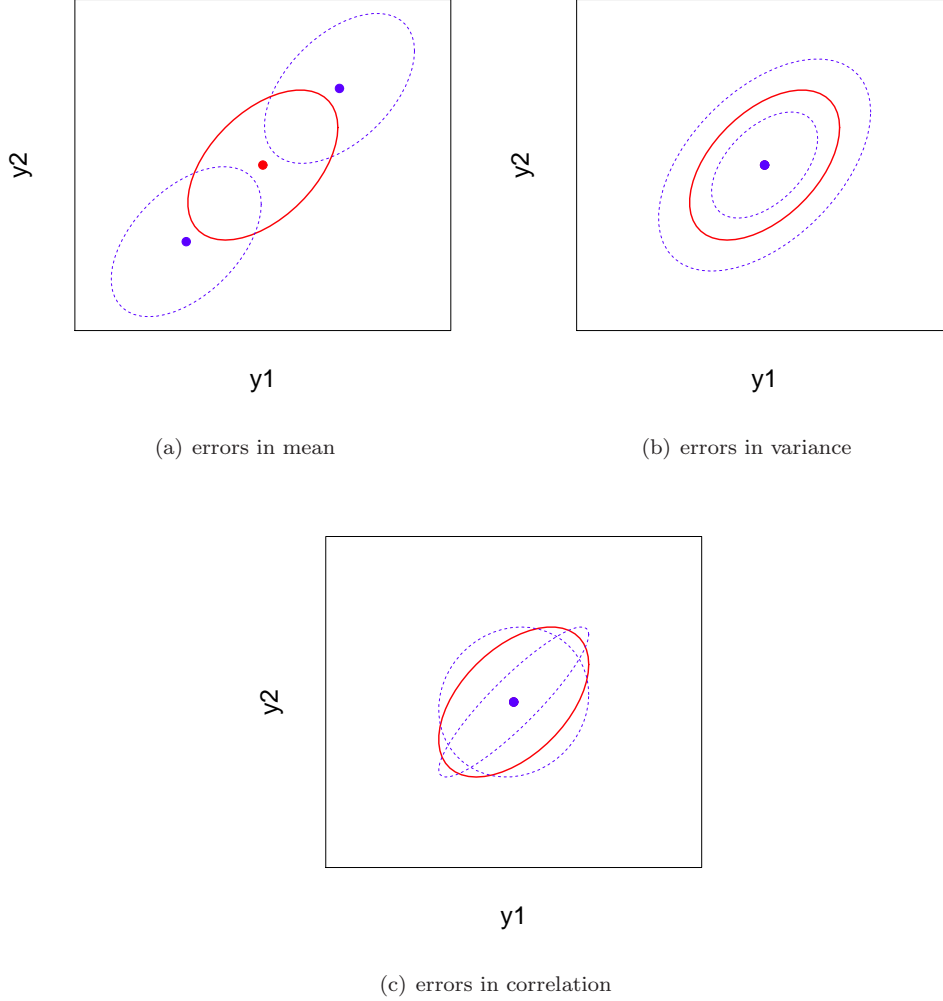 y2
y1
(a) errors in mean
y2
y1
(b) errors in variance
y2
y1
(c) errors in correlation